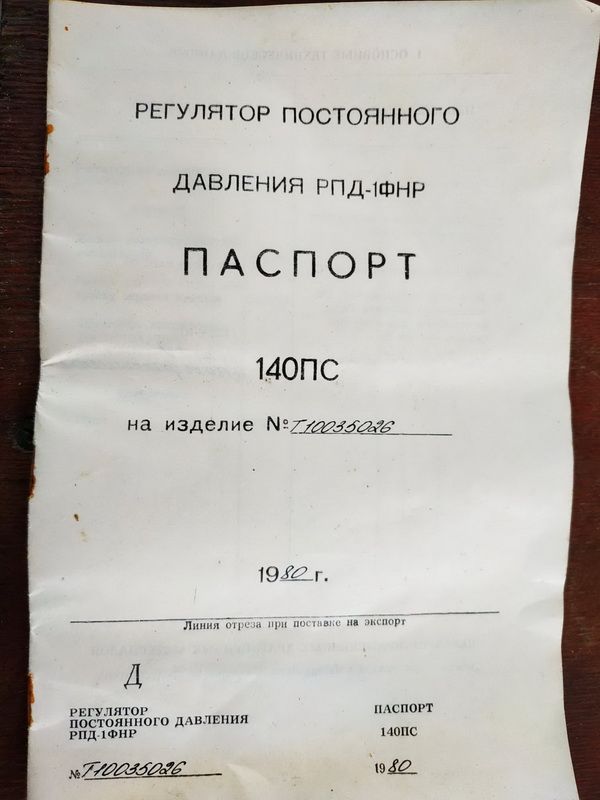 РЕГУЛЯТОР ПОСТОЯННОГО
ДАВЛЕНИЯ РПД-1ФНР
ПАСПОРТ
140ПС
на изделие № Т10035026
1980 г.
Линия отреза при поставке на экспорт
Д
РЕГУЛЯТОР
ПОСТОЯННОГО ДАВЛЕНИЯ
РПД-1ФНР
№ Т10035026
ПАСПОРТ
140ПС
1980